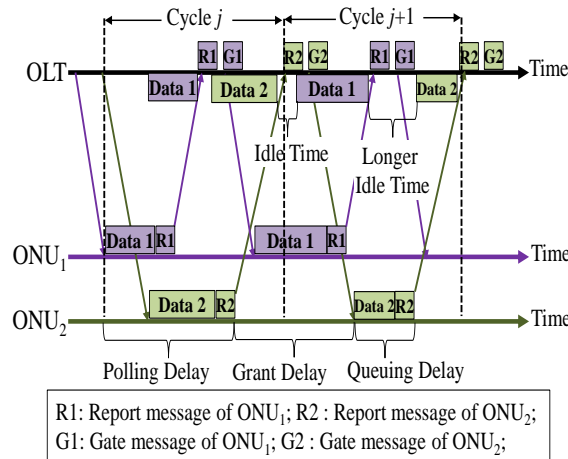 Cycle j
Cycle j+1
R1 G1 R2 G2 R1 G1 R2 G2
OLT Time
Data 1 Data 2 Data 1 Data 2
Idle Time
Longer
Idle Time
Data 1 R1 Data 1 R1
ONU1 Time
Data 2 R2 Data 2 R2
ONU2 Time
Polling Delay Grant Delay Queuing Delay
R1: Report message of ONU1; R2 : Report message of ONU2;
G1: Gate message of ONU1; G2 : Gate message of ONU2;